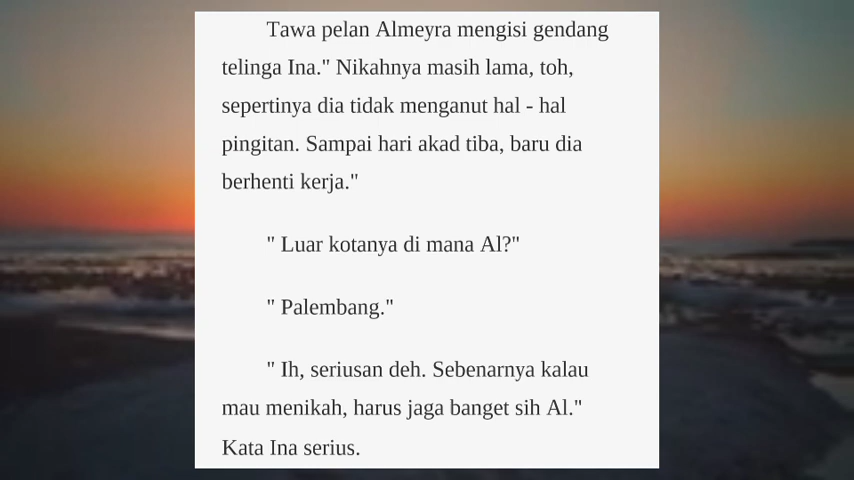 Tawa pelan Almeyra mengisi gendang
telinga Ina." Nikahnya masih lama, toh,
sepertinya dia tidak menganut hal - hal
pingitan. Sampai hari akad tiba, baru dia
berhenti kerja."
" Luar kotanya di mana Al?"
" Palembang."
" Ih, seriusan deh. Sebenarnya kalau
mau menikah, harus jaga banget sih Al."
Kata Ina serius.